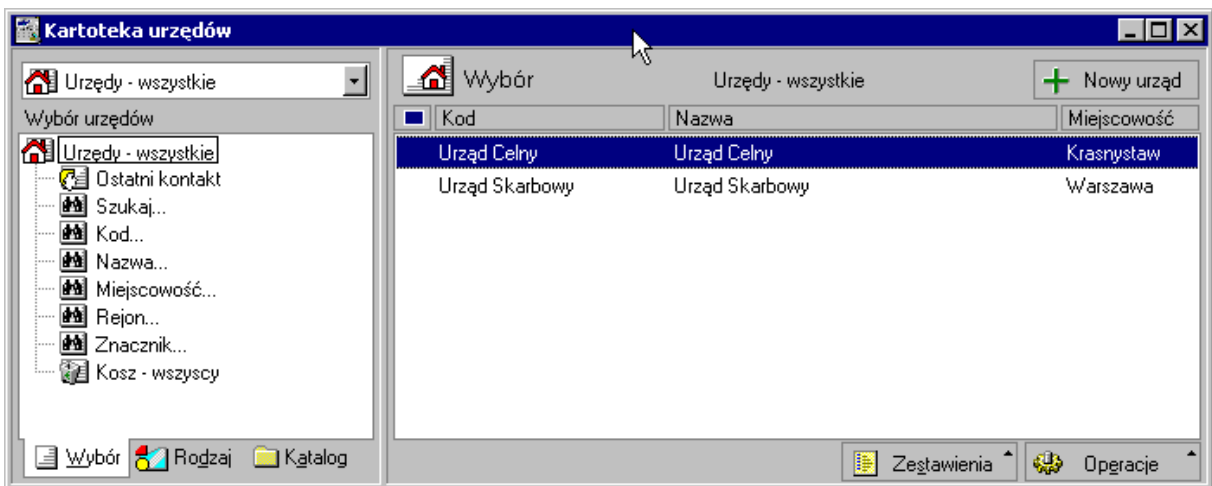 Kartoteka urzędów
Urzędy - wszystkie
Wybór urzędów
Urzędy - wszystkie
Ostatni kontakt
Szukaj...
Kod...
Nazwa...
Miejscowość...
Rejon...
Znacznik...
Kosz - wszyscy
Wybór Rodzaj Katalog
Wybór Urzędy - wszystkie Nowy urząd
Kod Nazwa Miejscowość
Urząd Celny Urząd Celny Krasnystaw
Urząd Skarbowy Urząd Skarbowy Warszawa
Zestawienia Operacje